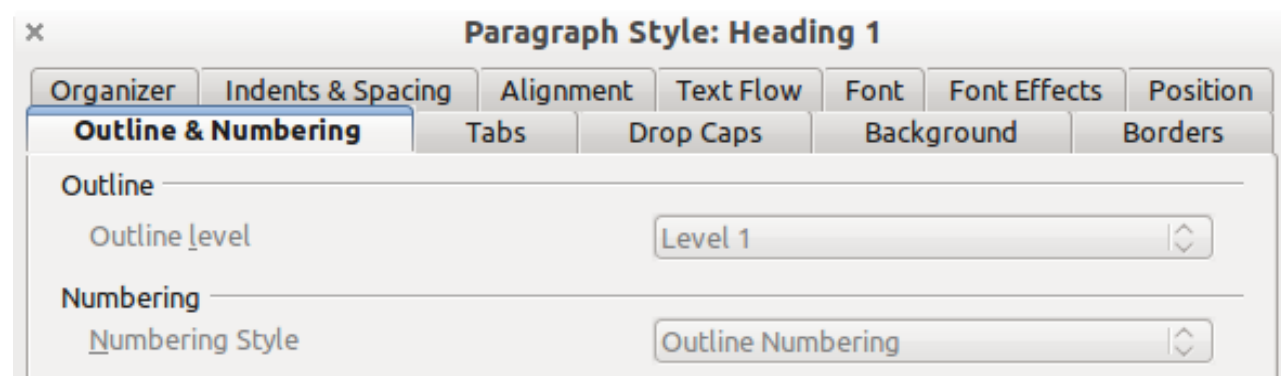 Paragraph Style: Heading 1
Organizer Indents & Spacing Alignment Text Flow Font Font Effects Position
Outline & Numbering Tabs Drop Caps Background Borders
Outline
Outline level Level 1
Numbering
Numbering Style Outline Numbering